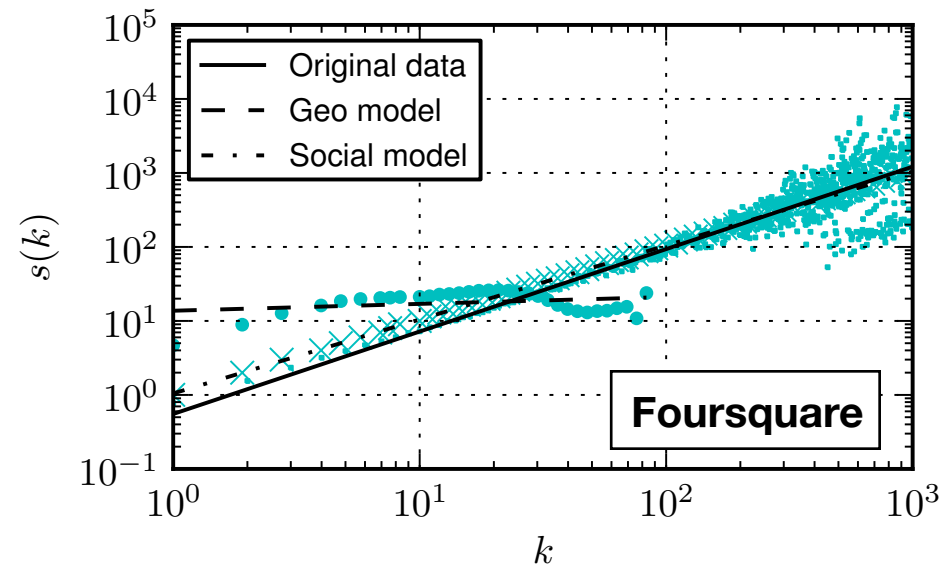 10^5
10^4
10^3
10^2
10^1
10^0
10^-1
s(k)
Original data
Geo model
Social model
Foursquare
10^0 10^1 10^2 10^3
k